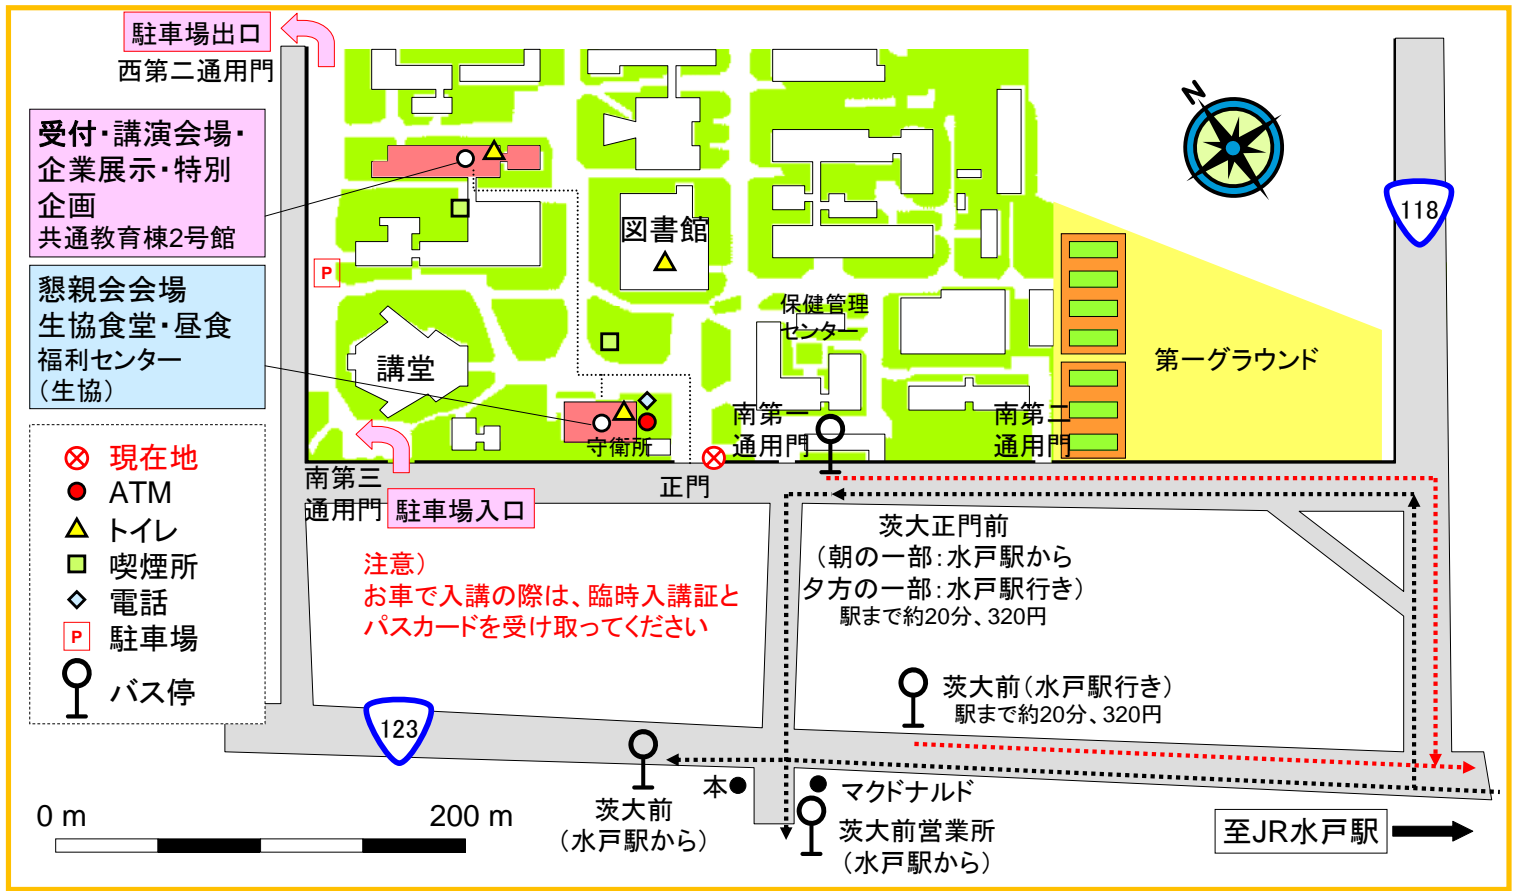 駐車場出口
西第二通用門
N
受付・講演会場・
企業展示・特別
企画
共通教育棟2号館
118
図書館
P
懇親会会場
生協食堂・昼食
福利センター
（生協）
保健管理
センター
講堂
第一グラウンド
南第一
通用門
南第二
通用門
守衛所
現在地
ATM
トイレ
喫煙所
電話
P
駐車場
バス停
南第三
通用門
駐車場入口
正門
注意）
お車で入講の際は、臨時入講証と
パスカードを受け取ってください
茨大正門前
（朝の一部：水戸駅から
夕方の一部：水戸駅行き）
駅まで約20分、320円
茨大前（水戸駅行き）
駅まで約20分、320円
123
本
マクドナルド
茨大前
（水戸駅から）
茨大前営業所
（水戸駅から）
0 m
200 m
至JR水戸駅